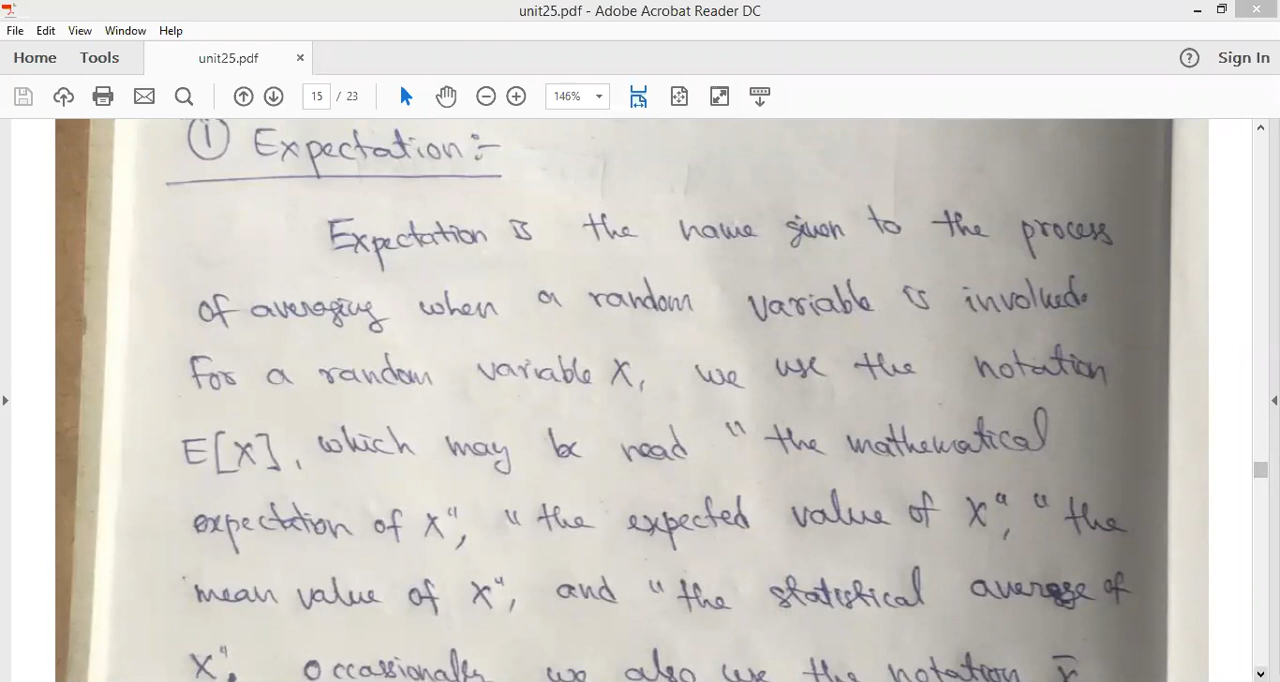 unit25.pdf - Adobe Acrobat Reader DC
File Edit View Window Help
Home Tools unit25.pdf × Sign In
15 / 23 146%
① Expectation :-
Expectation is the name given to the process
of averaging when a random variable is involved.
For a random variable X, we use the notation
E[X], which may be read "the mathematical
expectation of X", "the expected value of X", "the
mean value of X", and "the statistical average of
X". Occassionally we also use the notation